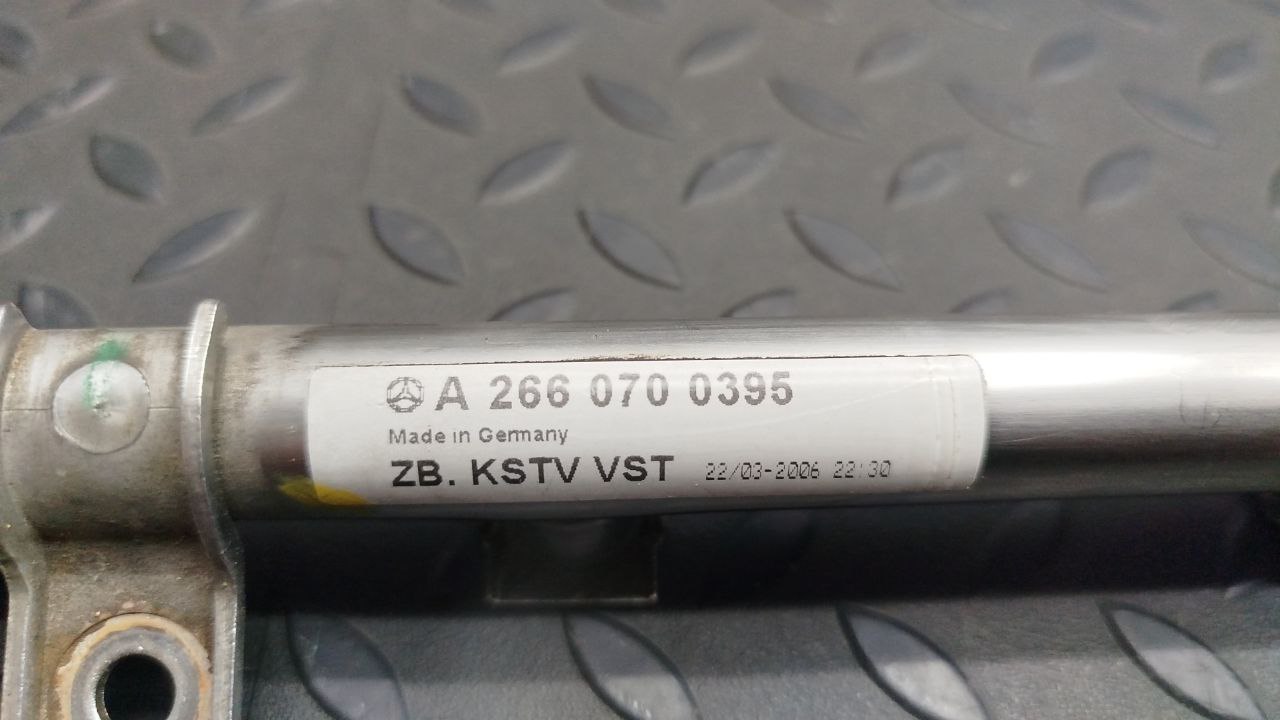 A 266 070 0395
Made in Germany
ZB. KSTV VST 22/03-2006 22:30